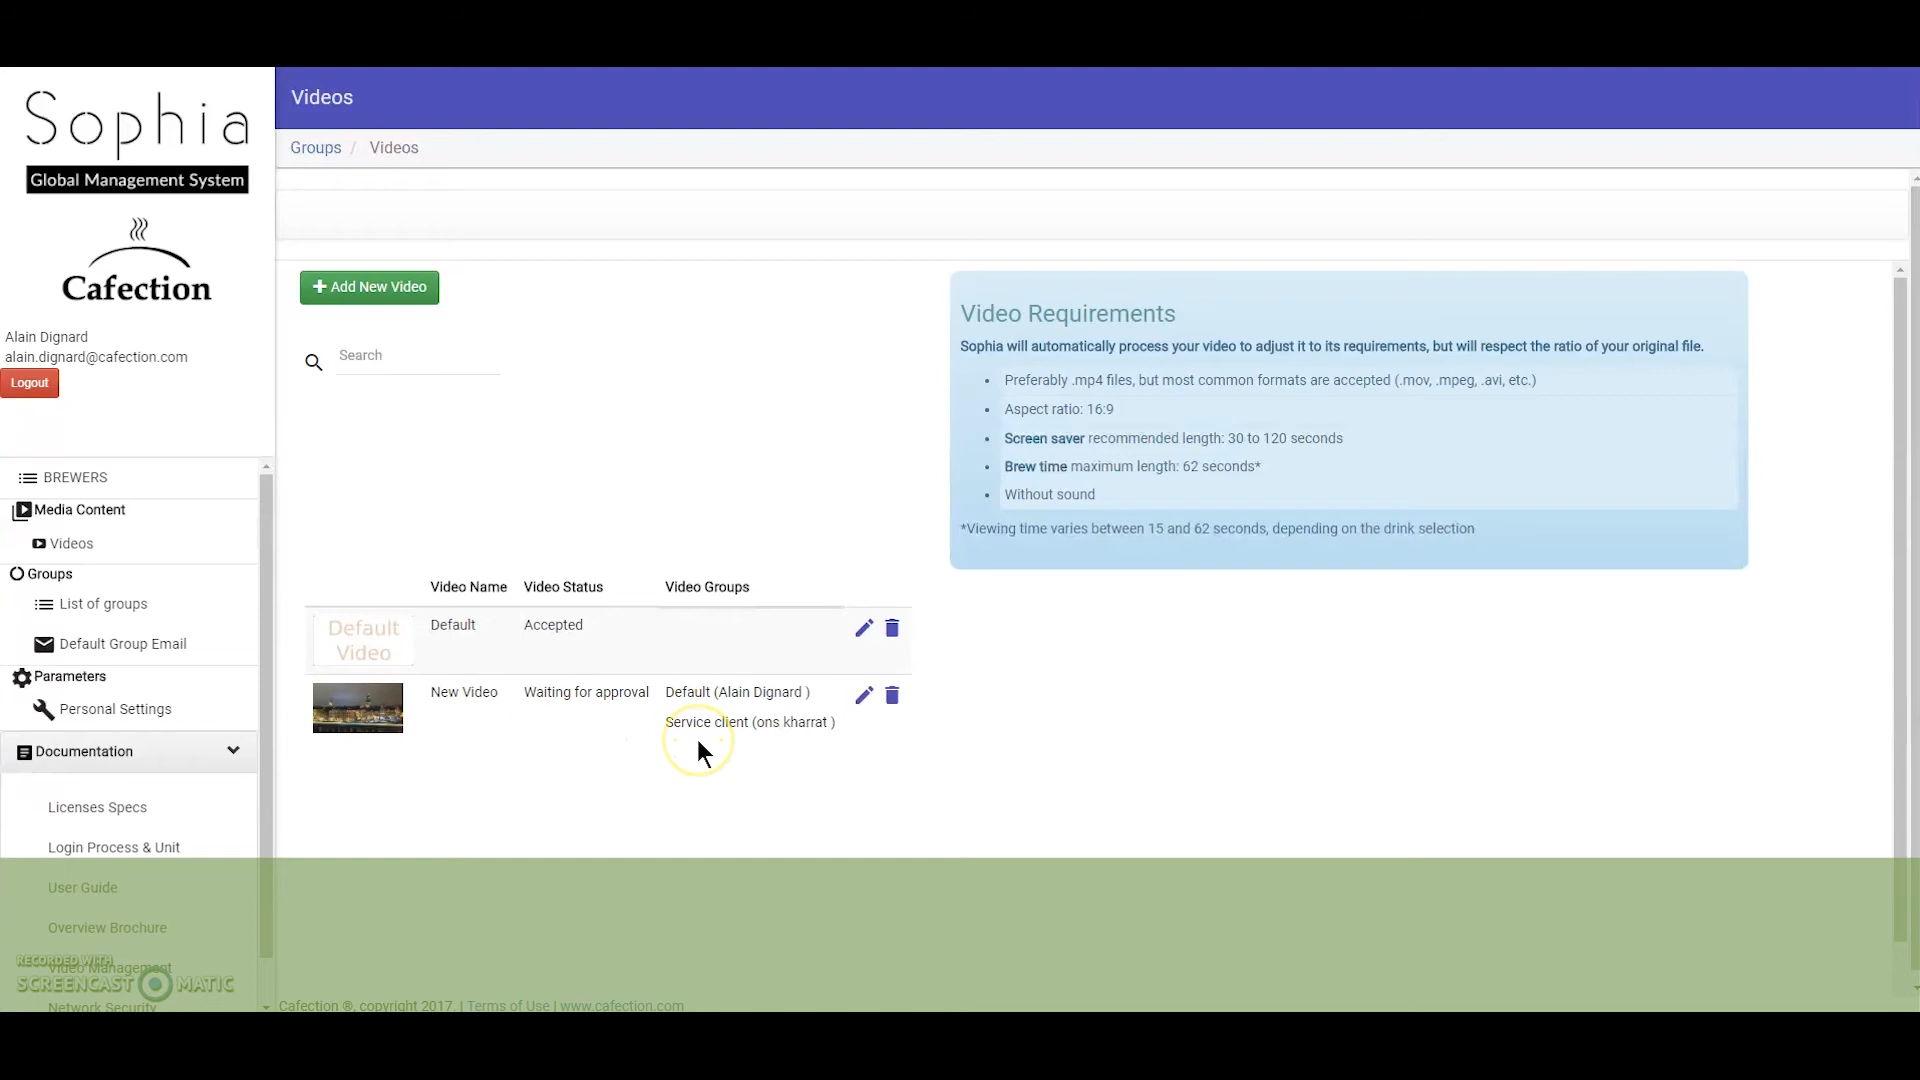 Sophia
Global Management System
Cafection
Alain Dignard
alain.dignard@cafection.com
Logout
BREWERS
Media Content
Videos
Groups
List of groups
Default Group Email
Parameters
Personal Settings
Documentation
Licenses Specs
Login Process & Unit
User Guide
Overview Brochure
Video Management
Network Security
RECORDED WITH
SCREENCAST MATIC
Videos
Groups / Videos
Add New Video
Search
Video Name Video Status Video Groups
Default Video
Default Accepted
New Video Waiting for approval Default (Alain Dignard )
Service client (ons kharrat )
Video Requirements
Sophia will automatically process your video to adjust it to its requirements, but will respect the ratio of your original file.
• Preferably .mp4 files, but most common formats are accepted (.mov, .mpeg, .avi, etc.)
• Aspect ratio: 16:9
• Screen saver recommended length: 30 to 120 seconds
• Brew time maximum length: 62 seconds*
• Without sound
*Viewing time varies between 15 and 62 seconds, depending on the drink selection
Cafection ®, copyright 2017. | Terms of Use | www.cafection.com